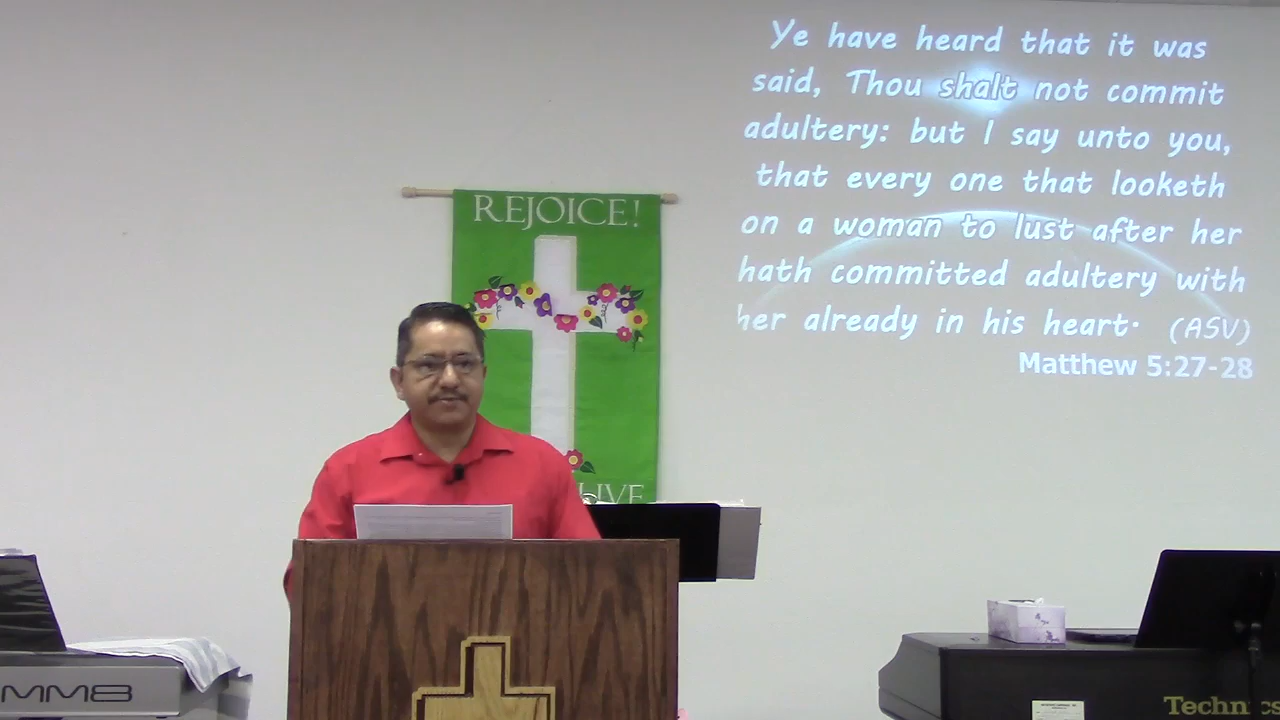 Ye have heard that it was
said, Thou shalt not commit
adultery: but I say unto you,
that every one that looketh
on a woman to lust after her
hath committed adultery with
her already in his heart. (ASV)
Matthew 5:27-28
REJOICE!
LIVE
MM8
Technics